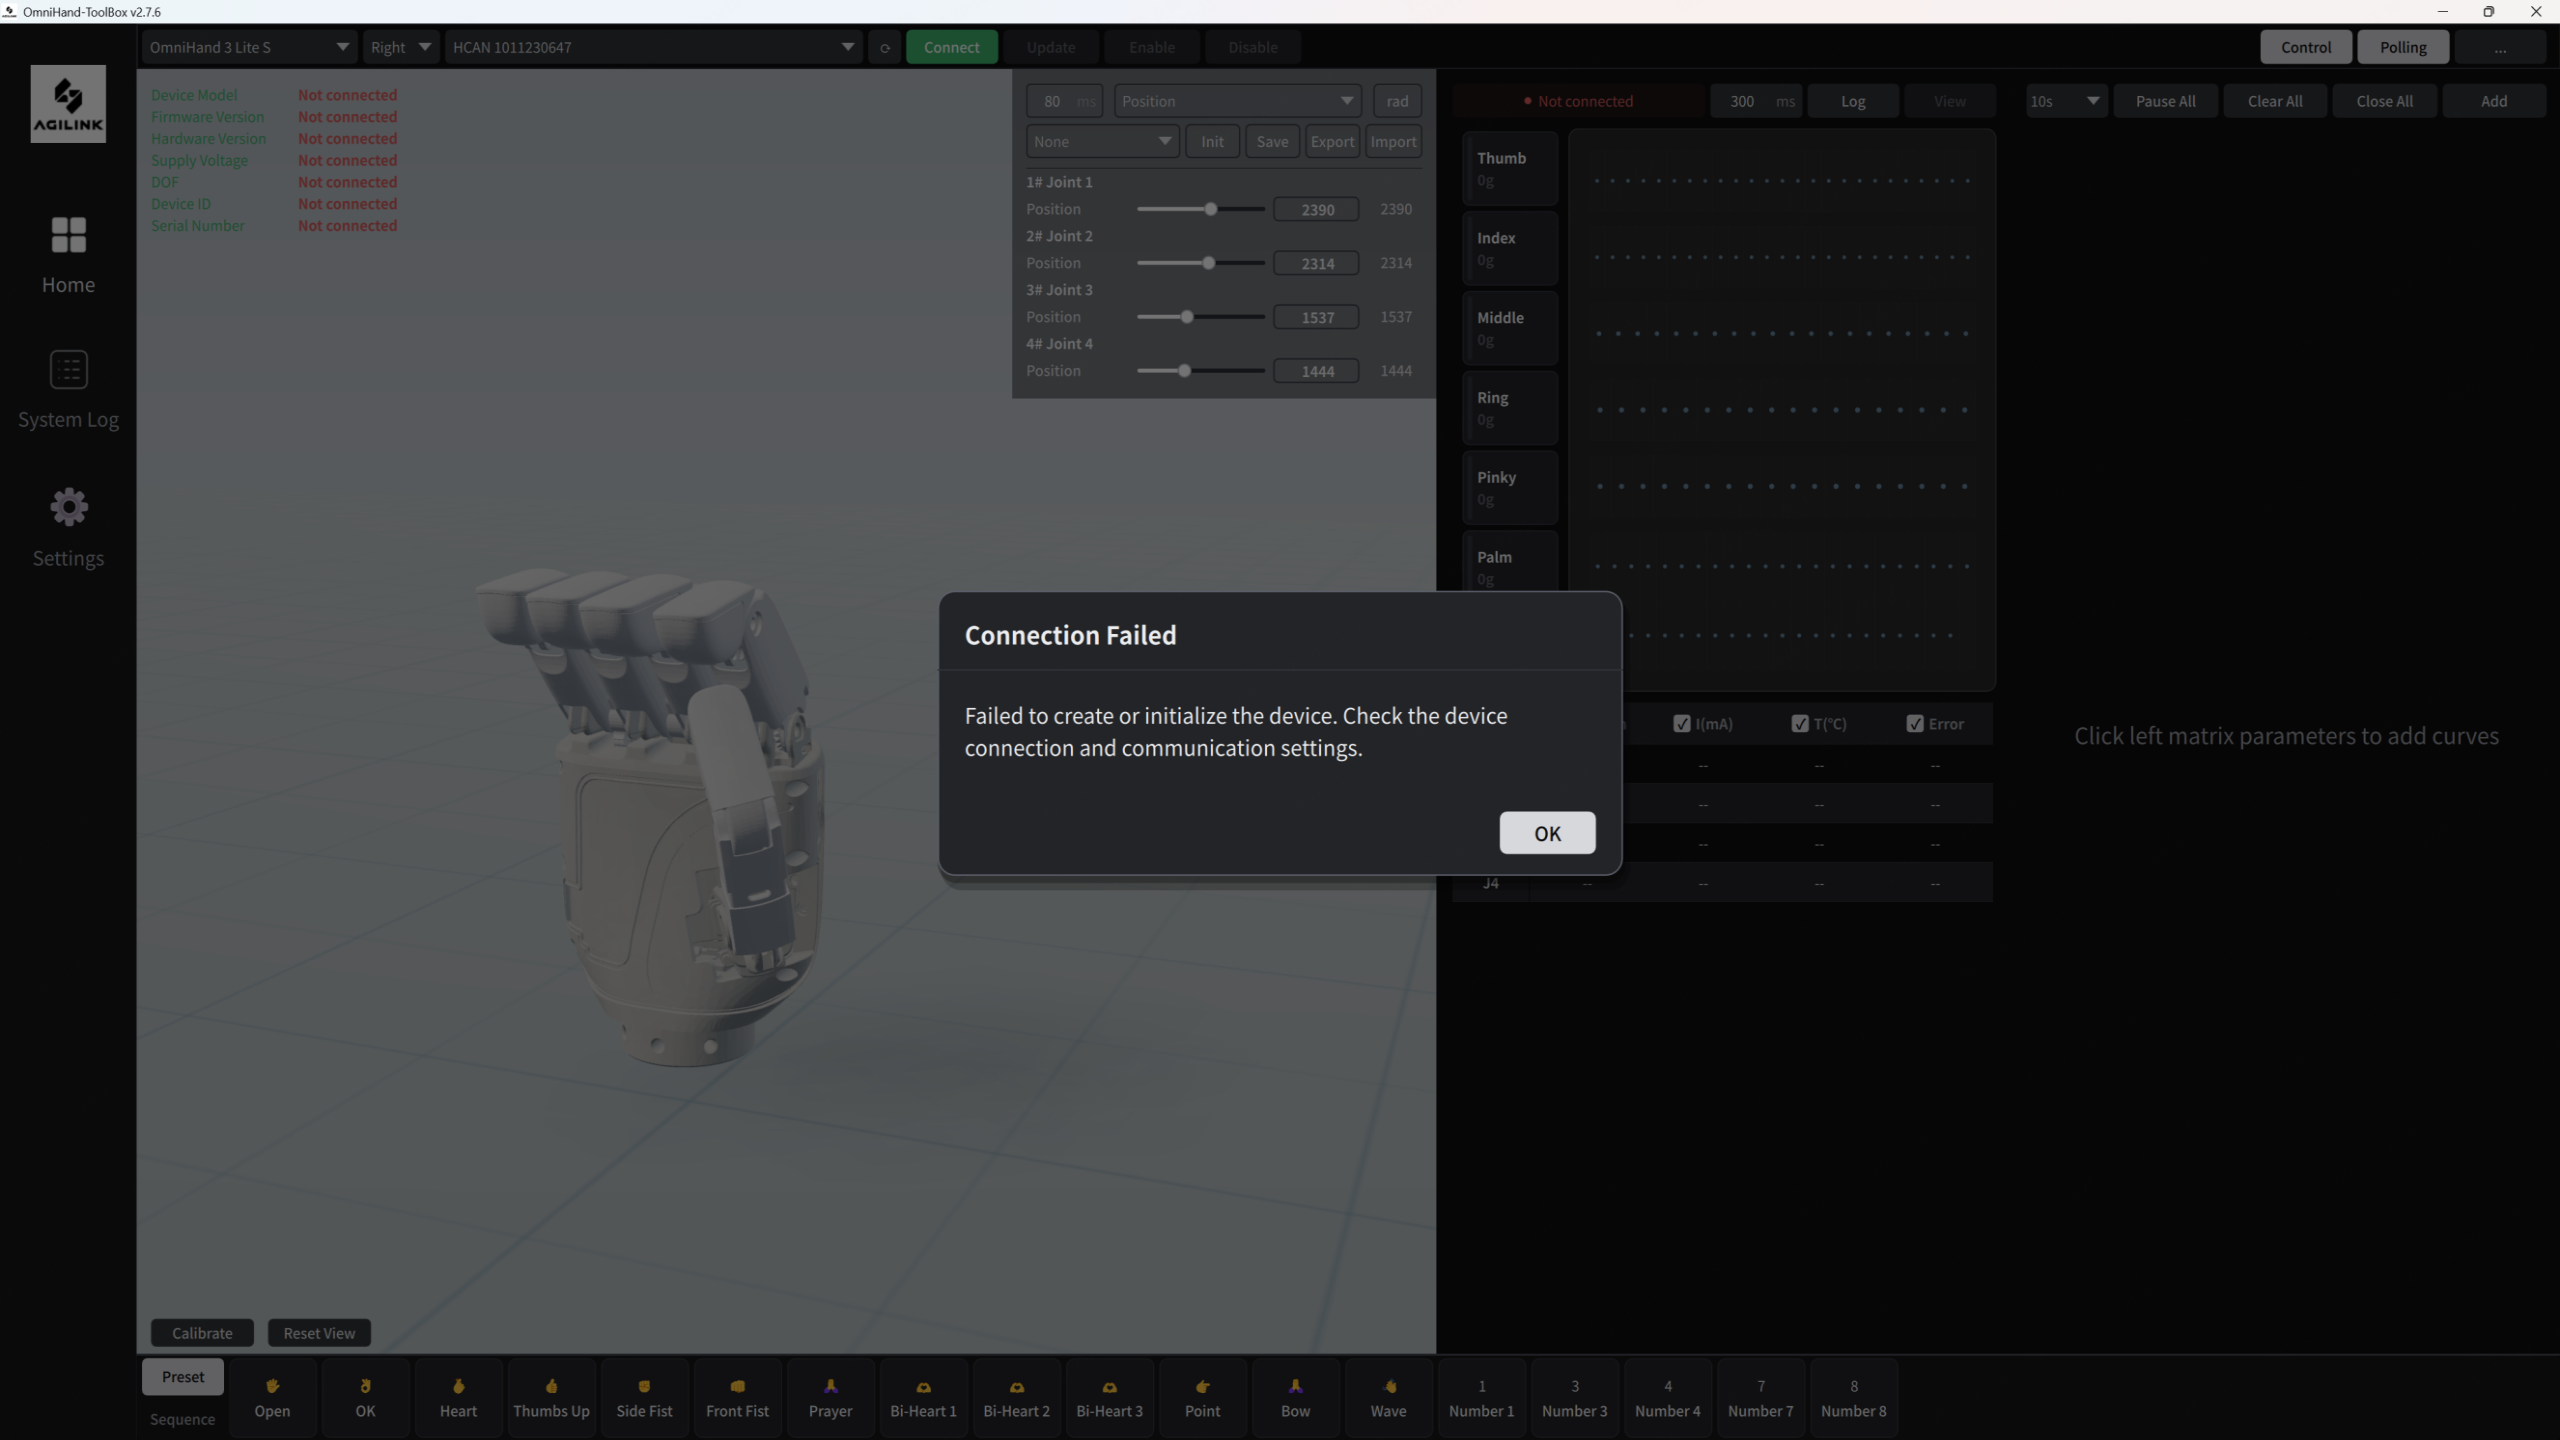 OmniHand-ToolBox v2.7.6
OmniHand 3 Lite S
Right
HCAN 1011230647
Connect
Update
Enable
Disable
Control
Polling
...
AGILINK
Home
System Log
Settings
Device Model Not connected
Firmware Version Not connected
Hardware Version Not connected
Supply Voltage Not connected
DOF Not connected
Device ID Not connected
Serial Number Not connected
80 ms
Position
rad
None
Init
Save
Export
Import
1# Joint 1
Position 2390 2390
2# Joint 2
Position 2314 2314
3# Joint 3
Position 1537 1537
4# Joint 4
Position 1444 1444
Not connected
300 ms
Log
View
10s
Pause All
Clear All
Close All
Add
Thumb
0g
Index
0g
Middle
0g
Ring
0g
Pinky
0g
Palm
0g
Connection Failed
Failed to create or initialize the device. Check the device
connection and communication settings.
OK
I(mA) T(°C) Error
-- -- --
-- -- --
-- -- --
J4 -- -- -- --
Click left matrix parameters to add curves
Calibrate
Reset View
Preset
Sequence
Open
OK
Heart
Thumbs Up
Side Fist
Front Fist
Prayer
Bi-Heart 1
Bi-Heart 2
Bi-Heart 3
Point
Bow
Wave
1
Number 1
3
Number 3
4
Number 4
7
Number 7
8
Number 8